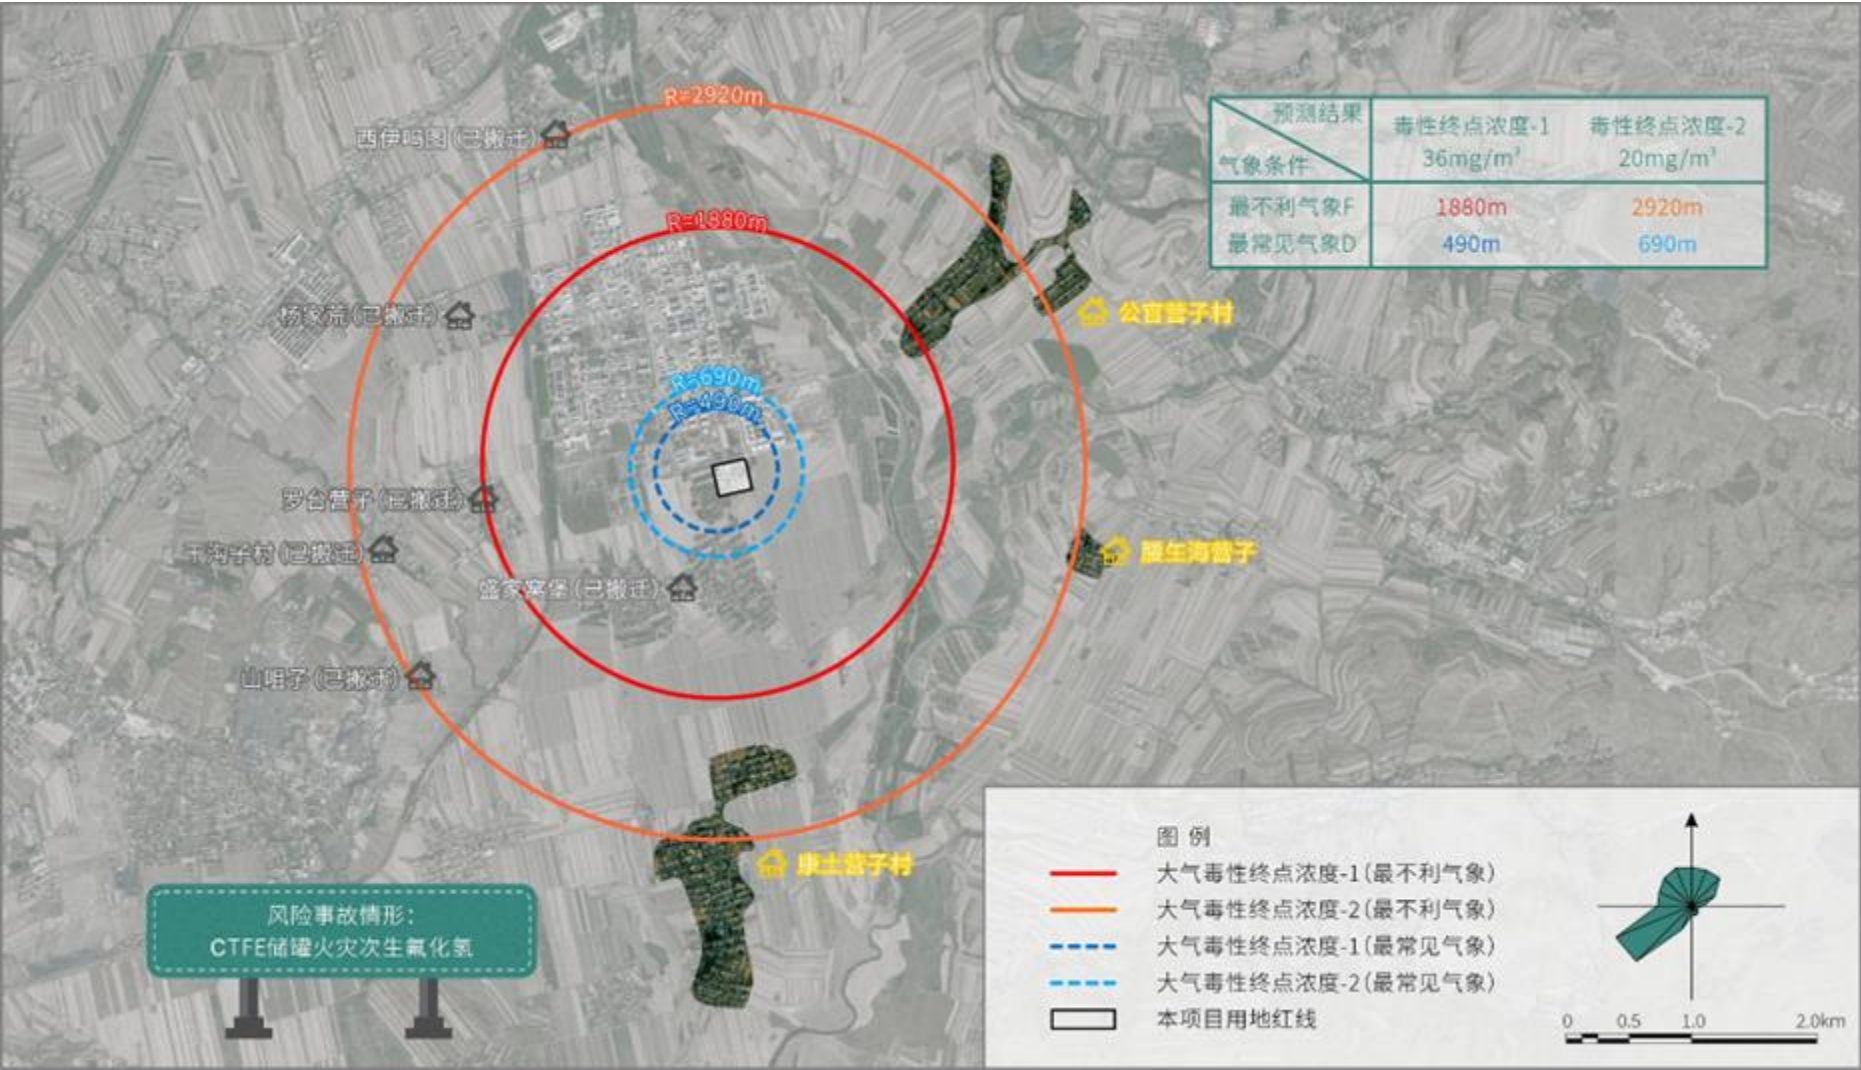 R=2920m
西伊吗图(已搬迁)
R=1880m
杨家荒(已搬迁)
R=690m
R=490m
罗台营子(已搬迁)
干沟子村(已搬迁)
盛家窝堡(已搬迁)
山咀子(已搬迁)
公官营子村
腰生海营子
康土营子村
预测结果
气象条件
毒性终点浓度-1 毒性终点浓度-2
36mg/m³ 20mg/m³
最不利气象F 1880m 2920m
最常见气象D 490m 690m
风险事故情形：
CTFE储罐火灾次生氟化氢
图 例
大气毒性终点浓度-1(最不利气象)
大气毒性终点浓度-2(最不利气象)
大气毒性终点浓度-1(最常见气象)
大气毒性终点浓度-2(最常见气象)
本项目用地红线
0 0.5 1.0 2.0km